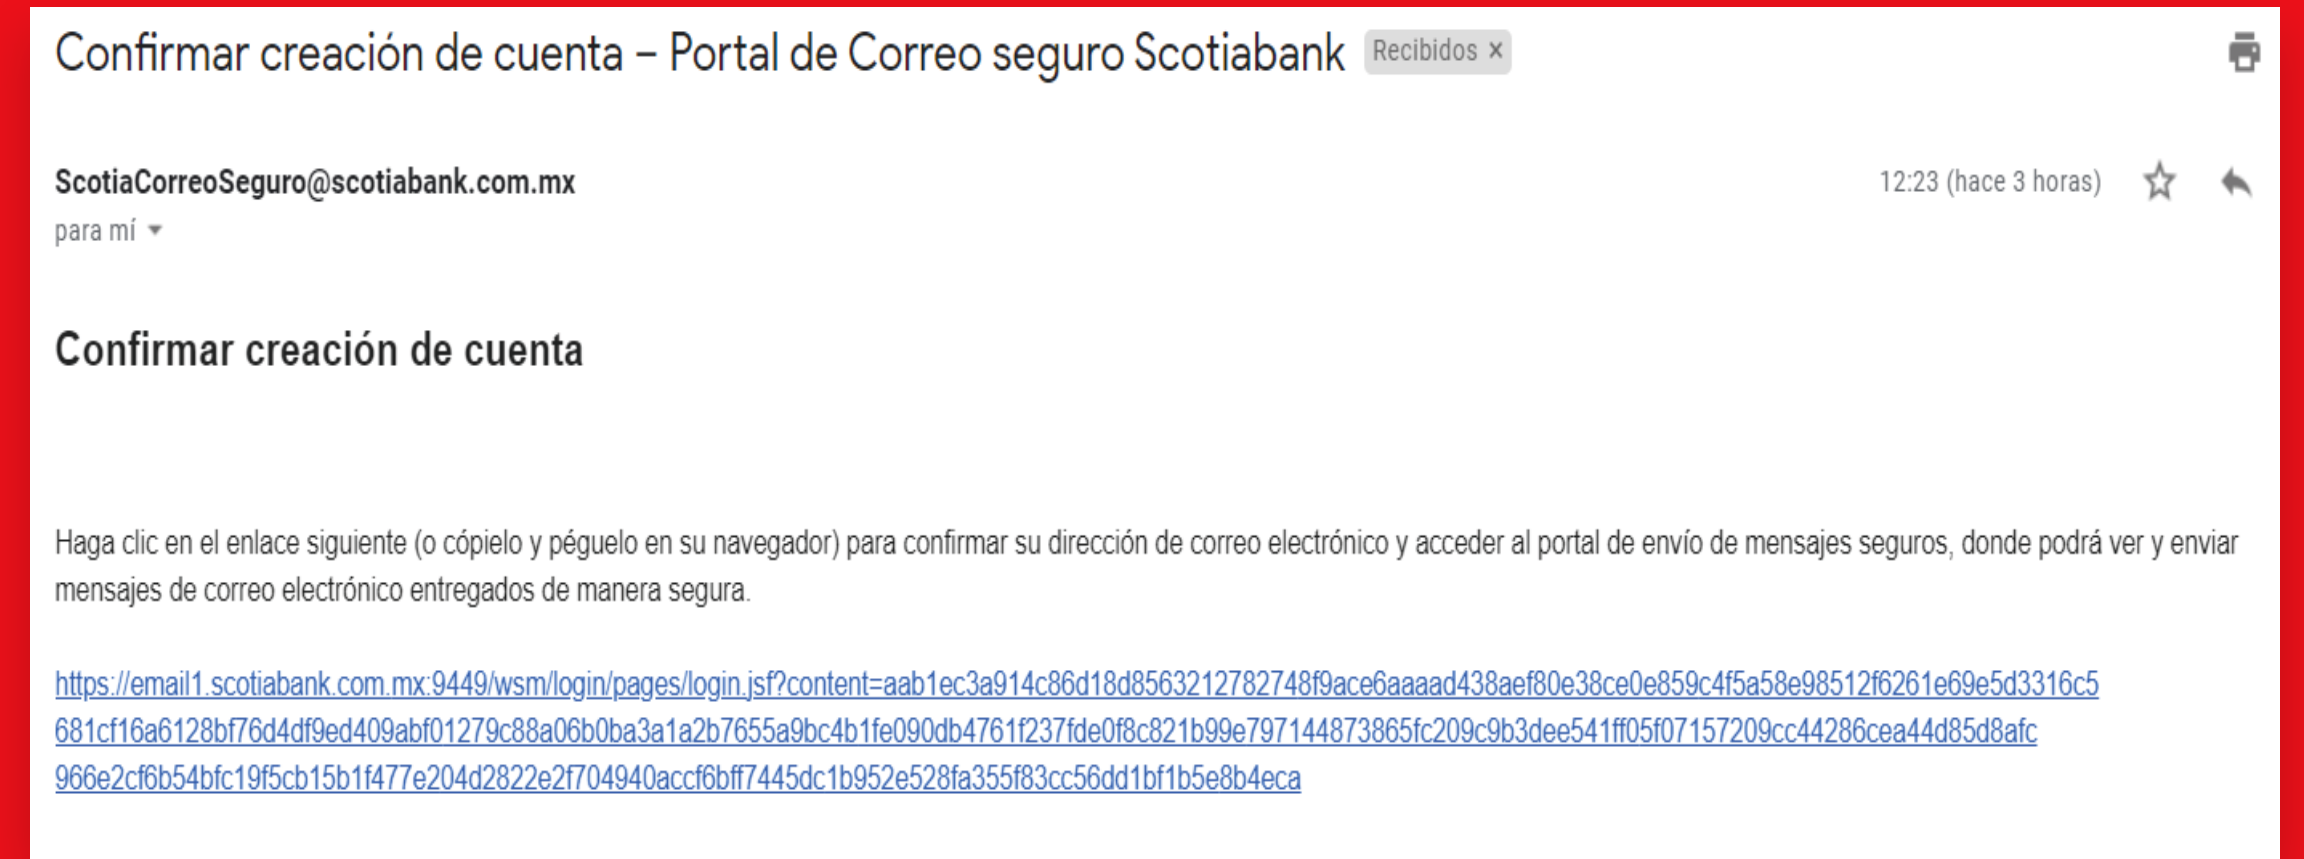 Confirmar creación de cuenta – Portal de Correo seguro Scotiabank Recibidos ×
ScotiaCorreoSeguro@scotiabank.com.mx 12:23 (hace 3 horas)
para mí
Confirmar creación de cuenta
Haga clic en el enlace siguiente (o cópielo y péguelo en su navegador) para confirmar su dirección de correo electrónico y acceder al portal de envío de mensajes seguros, donde podrá ver y enviar
mensajes de correo electrónico entregados de manera segura.
https://email1.scotiabank.com.mx:9449/wsm/login/pages/login.jsf?content=aab1ec3a914c86d18d8563212782748f9ace6aaaad438aef80e38ce0e859c4f5a58e98512f6261e69e5d3316c5
681cf16a6128bf76d4df9ed409abf01279c88a06b0ba3a1a2b7655a9bc4b1fe090db4761f237fde0f8c821b99e797144873865fc209c9b3dee541ff05f07157209cc44286cea44d85d8afc
966e2cf6b54bfc19f5cb15b1f477e204d2822e2f704940accf6bff7445dc1b952e528fa355f83cc56dd1bf1b5e8b4eca